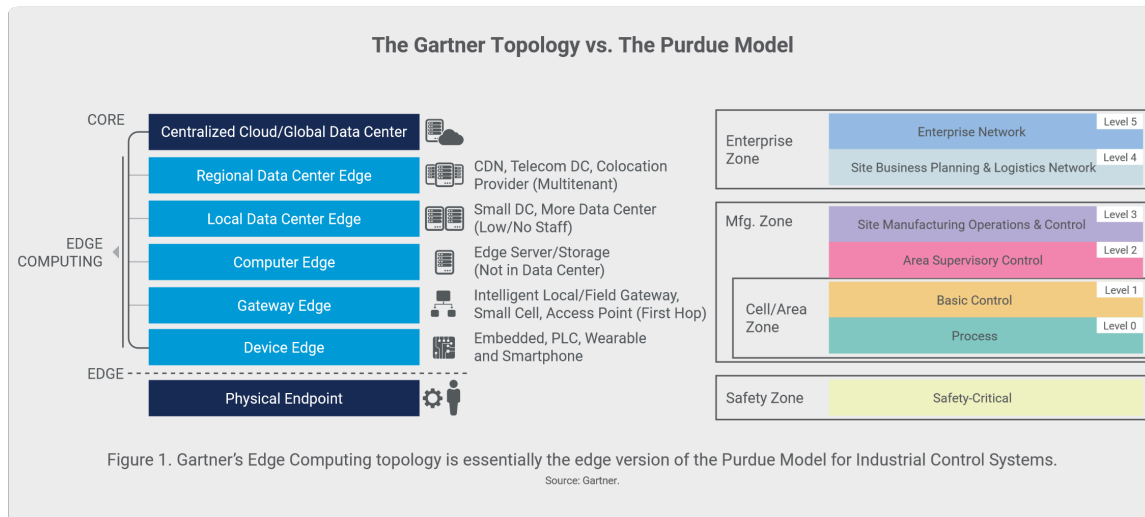 The Gartner Topology vs. The Purdue Model
CORE
Centralized Cloud/Global Data Center
Regional Data Center Edge
CDN, Telecom DC, Colocation
Provider (Multitenant)
Local Data Center Edge
Small DC, More Data Center
(Low/No Staff)
EDGE
COMPUTING
Computer Edge
Edge Server/Storage
(Not in Data Center)
Gateway Edge
Intelligent Local/Field Gateway,
Small Cell, Access Point (First Hop)
Device Edge
Embedded, PLC, Wearable
and Smartphone
EDGE
Physical Endpoint
Enterprise
Zone
Enterprise Network
Level 5
Site Business Planning & Logistics Network
Level 4
Mfg. Zone
Site Manufacturing Operations & Control
Level 3
Area Supervisory Control
Level 2
Cell/Area
Zone
Basic Control
Level 1
Process
Level 0
Safety Zone
Safety-Critical
Figure 1. Gartner’s Edge Computing topology is essentially the edge version of the Purdue Model for Industrial Control Systems.
Source: Gartner.